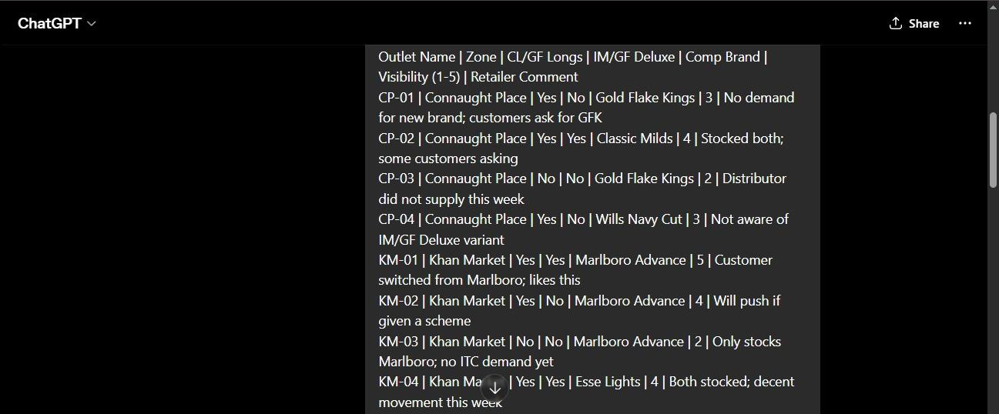 ChatGPT
Share
Outlet Name | Zone | CL/GF Longs | IM/GF Deluxe | Comp Brand |
Visibility (1-5) | Retailer Comment
CP-01 | Connaught Place | Yes | No | Gold Flake Kings | 3 | No demand
for new brand; customers ask for GFK
CP-02 | Connaught Place | Yes | Yes | Classic Milds | 4 | Stocked both;
some customers asking
CP-03 | Connaught Place | No | No | Gold Flake Kings | 2 | Distributor
did not supply this week
CP-04 | Connaught Place | Yes | No | Wills Navy Cut | 3 | Not aware of
IM/GF Deluxe variant
KM-01 | Khan Market | Yes | Yes | Marlboro Advance | 5 | Customer
switched from Marlboro; likes this
KM-02 | Khan Market | Yes | No | Marlboro Advance | 4 | Will push if
given a scheme
KM-03 | Khan Market | No | No | Marlboro Advance | 2 | Only stocks
Marlboro; no ITC demand yet
KM-04 | Khan | Yes | Yes | Esse Lights | 4 | Both stocked; decent
movement this week